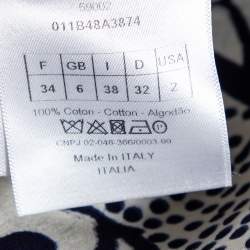 011B48A3874
F GB I D USA
34 6 38 32 2
100% Coton - Cotton - Algodão
Made In ITALY
ITALIA